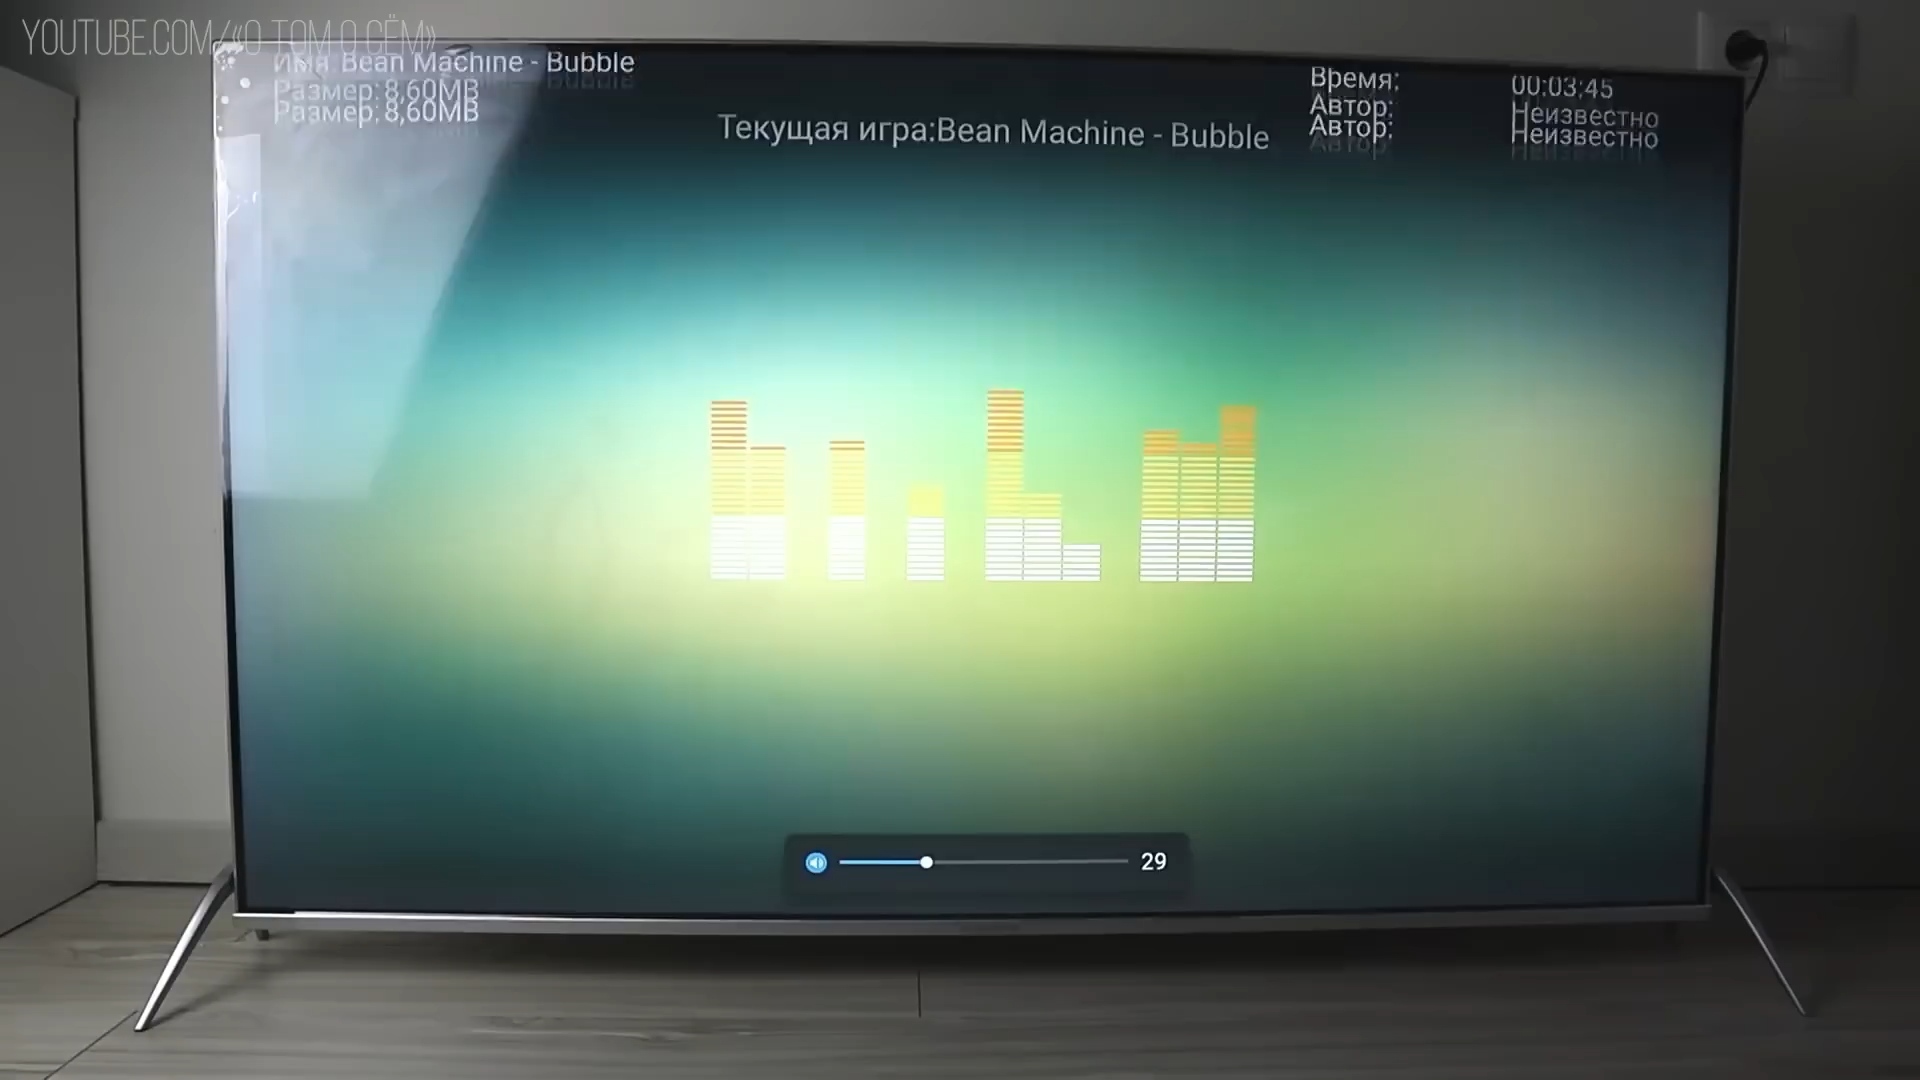 YOUTUBE.COM/«О ТОМ О СЁМ»
Имя: Bean Machine - Bubble
Размер: 8,60MB
Размер: 8,60MB
Текущая игра:Bean Machine - Bubble
Время: 00:03:45
Автор: Неизвестно
Автор: Неизвестно
29